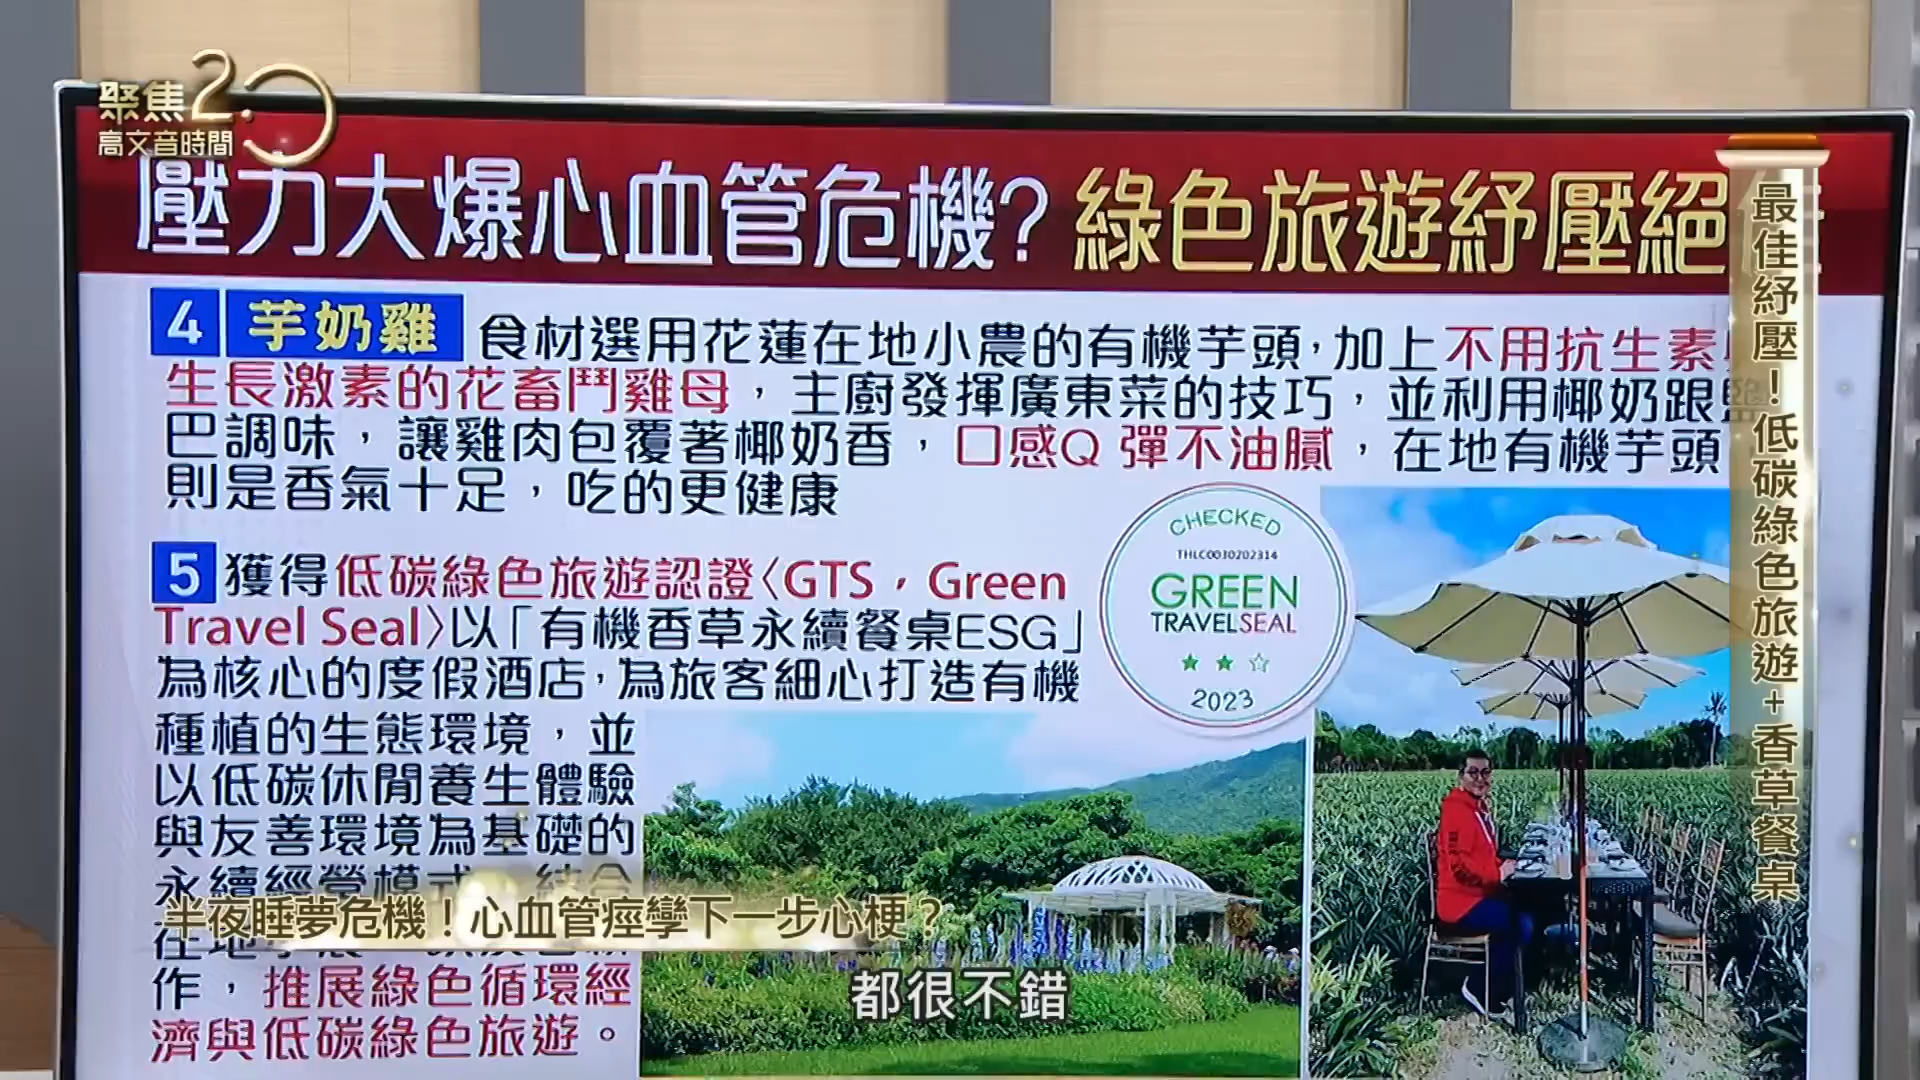 聚焦2.0
高文音時間
壓力大爆心血管危機?綠色旅遊紓壓絕
4 芋奶雞 食材選用花蓮在地小農的有機芋頭,加上不用抗生素
生長激素的花畜鬥雞母,主廚發揮廣東菜的技巧,並利用椰奶跟鹽
巴調味,讓雞肉包覆著椰奶香,口感Q彈不油膩,在地有機芋頭
則是香氣十足,吃的更健康
5 獲得低碳綠色旅遊認證〈GTS,Green
Travel Seal〉以「有機香草永續餐桌ESG」
為核心的度假酒店,為旅客細心打造有機
種植的生態環境,並
以低碳休閒養生體驗
與友善環境為基礎的
永續經營模式 結合
在地
作,推展綠色循環經
濟與低碳綠色旅遊。
CHECKED
THLC0030202314
GREEN
TRAVELSEAL
2023
最佳紓壓!低碳綠色旅遊+香草餐桌
半夜睡夢危機!心血管痙攣下一步心梗?
都很不錯